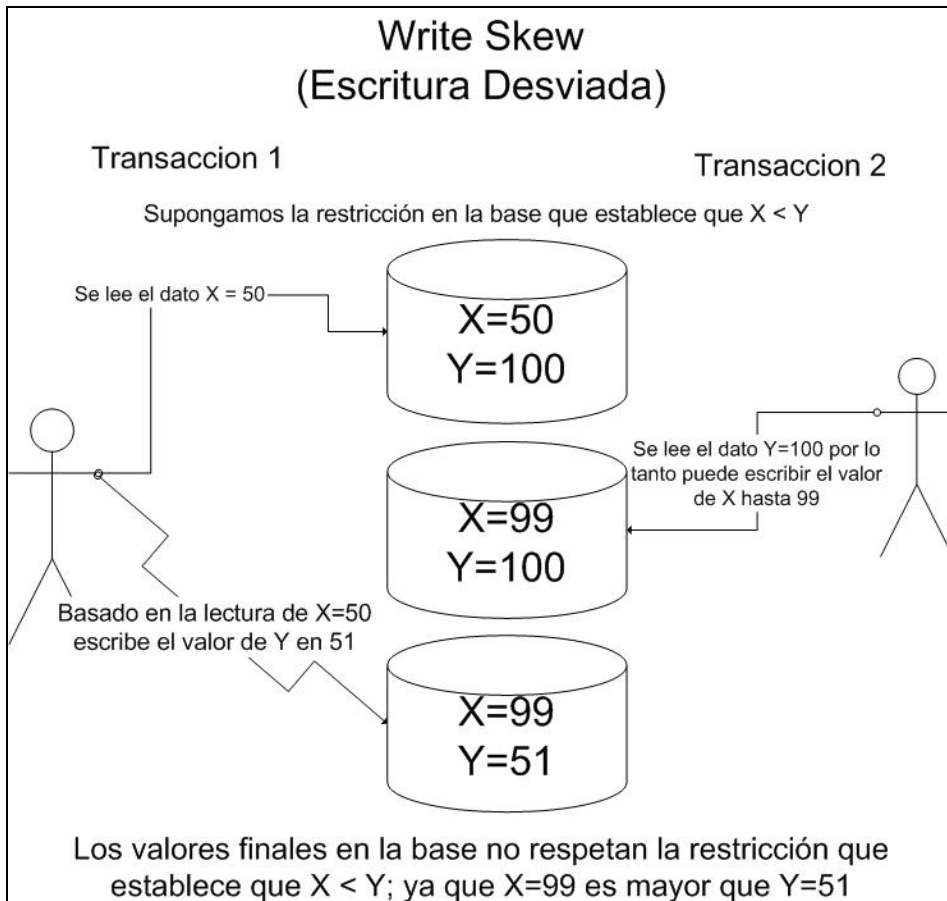 Write Skew
(Escritura Desviada)
Transaccion 1
Transaccion 2
Supongamos la restricción en la base que establece que X < Y
Se lee el dato X = 50
X=50
Y=100
Se lee el dato Y=100 por lo
tanto puede escribir el valor
de X hasta 99
X=99
Y=100
Basado en la lectura de X=50
escribe el valor de Y en 51
X=99
Y=51
Los valores finales en la base no respetan la restricción que
establece que X < Y; ya que X=99 es mayor que Y=51